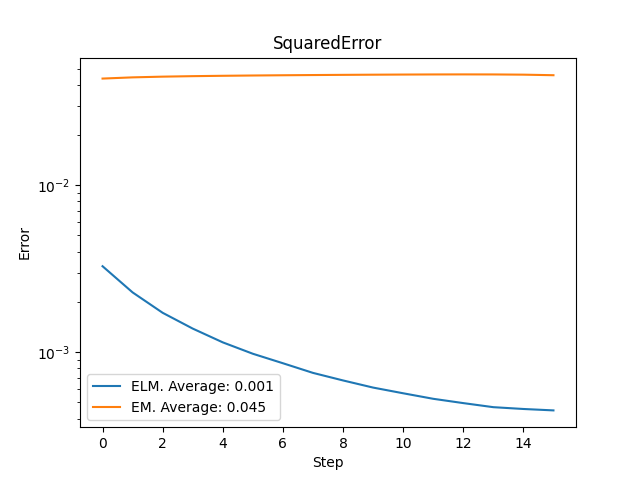 SquaredError
Error
10⁻²
10⁻³
ELM. Average: 0.001
EM. Average: 0.045
0 2 4 6 8 10 12 14
Step